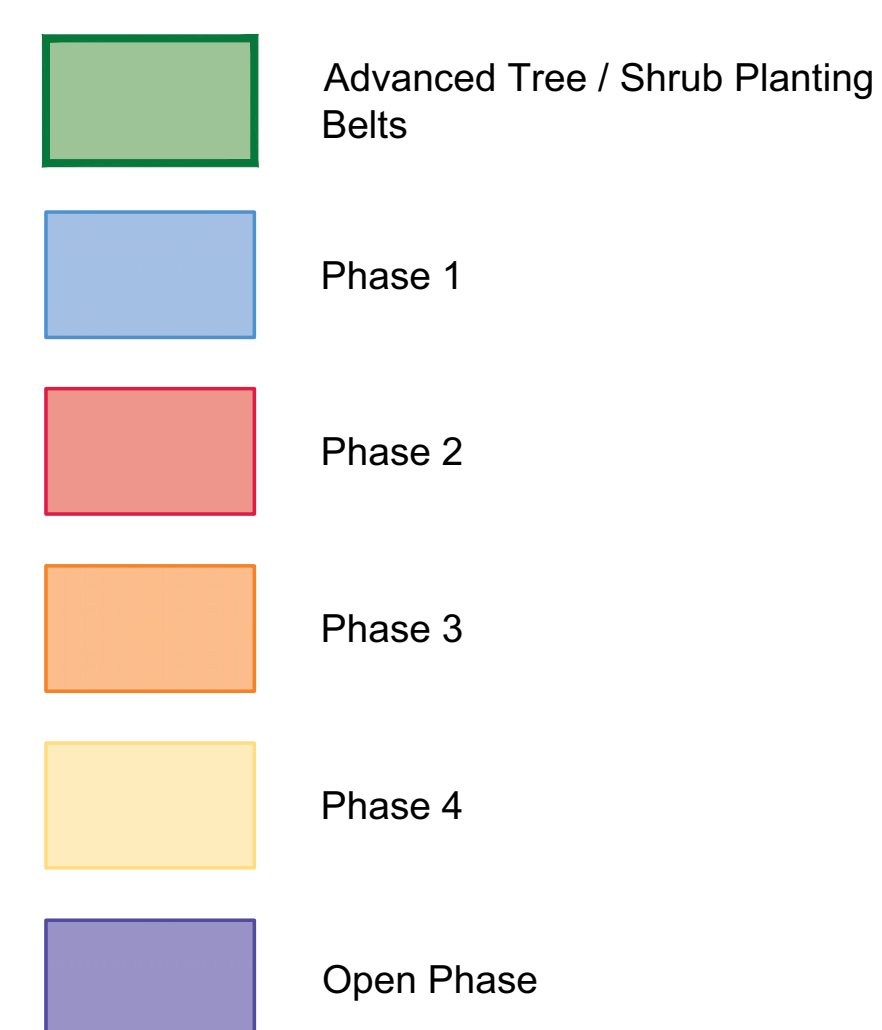 Advanced Tree / Shrub Planting
Belts
Phase 1
Phase 2
Phase 3
Phase 4
Open Phase